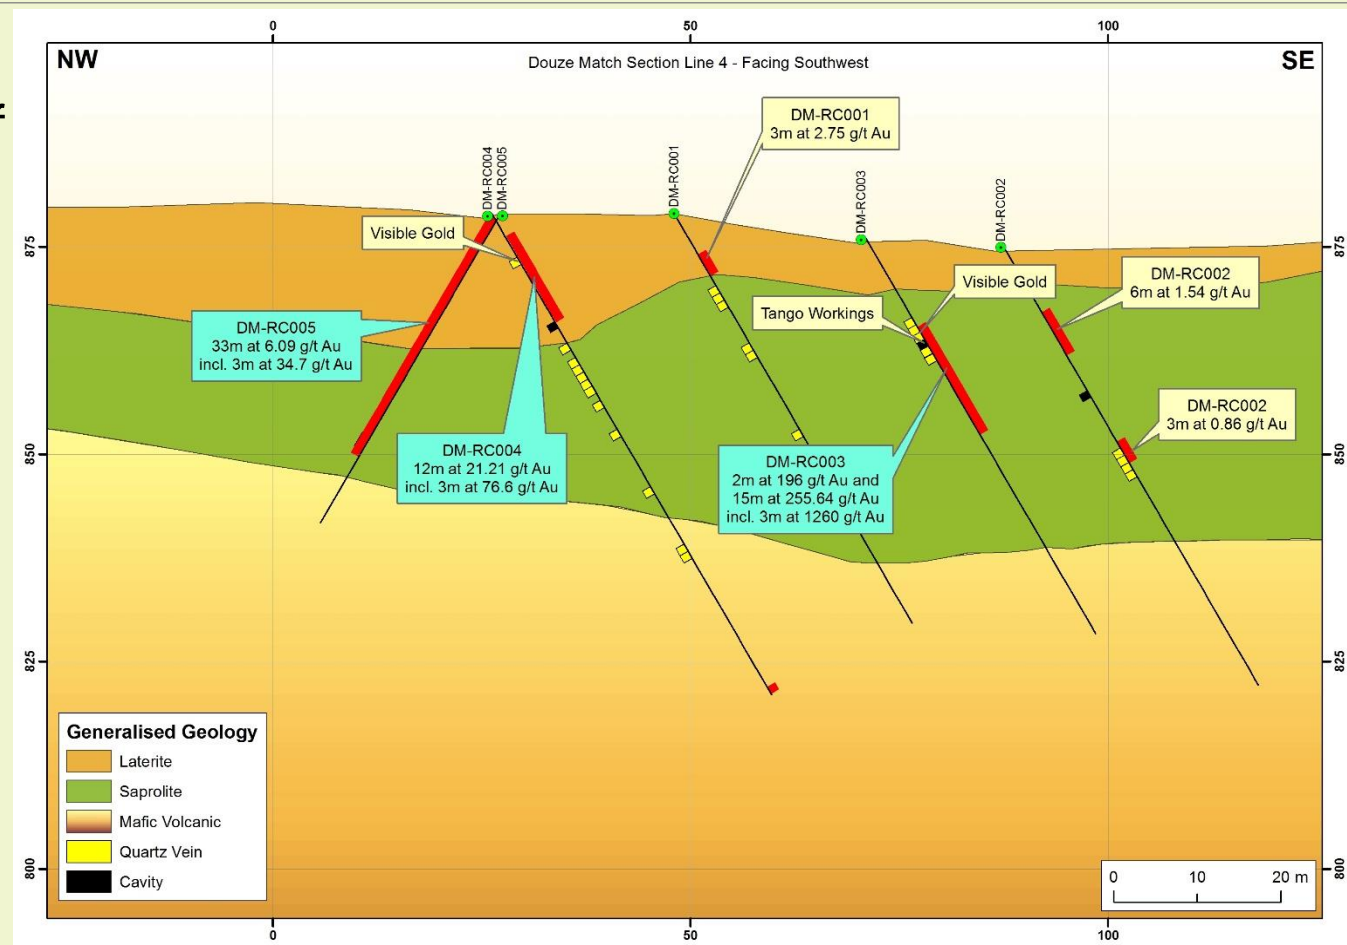 0
50
100
NW
Douze Match Section Line 4 - Facing Southwest
SE
DM-RC001
3m at 2.75 g/t Au
DM-RC004
DM-RC005
DM-RC001
DM-RC003
DM-RC002
Visible Gold
875
875
Visible Gold
DM-RC002
6m at 1.54 g/t Au
Tango Workings
DM-RC005
33m at 6.09 g/t Au
incl. 3m at 34.7 g/t Au
DM-RC002
3m at 0.86 g/t Au
DM-RC004
12m at 21.21 g/t Au
incl. 3m at 76.6 g/t Au
850
850
DM-RC003
2m at 196 g/t Au and
15m at 255.64 g/t Au
incl. 3m at 1260 g/t Au
825
825
Generalised Geology
Laterite
Saprolite
Mafic Volcanic
Quartz Vein
Cavity
800
800
0 10 20 m
0
50
100